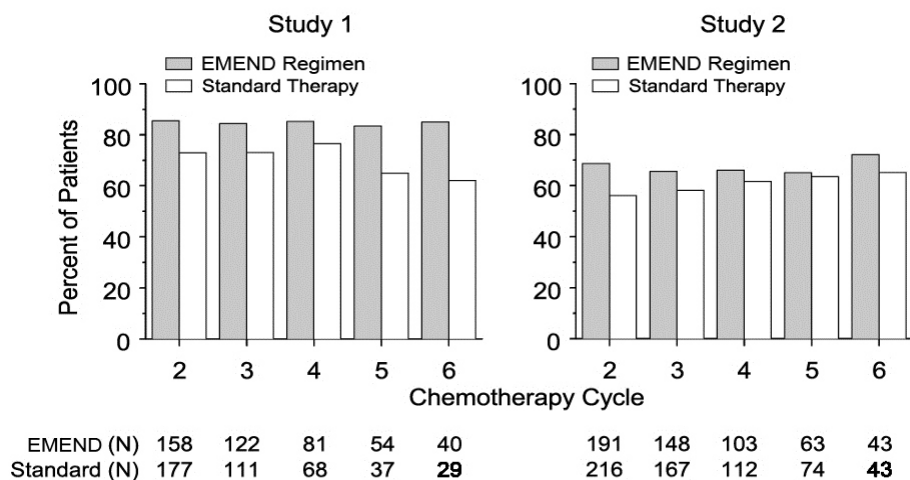 Study 1
EMEND Regimen
Standard Therapy
Percent of Patients
100
80
60
40
20
0
2 3 4 5 6
Study 2
EMEND Regimen
Standard Therapy
100
80
60
40
20
0
2 3 4 5 6
Chemotherapy Cycle
EMEND (N) 158 122 81 54 40 191 148 103 63 43
Standard (N) 177 111 68 37 29 216 167 112 74 43